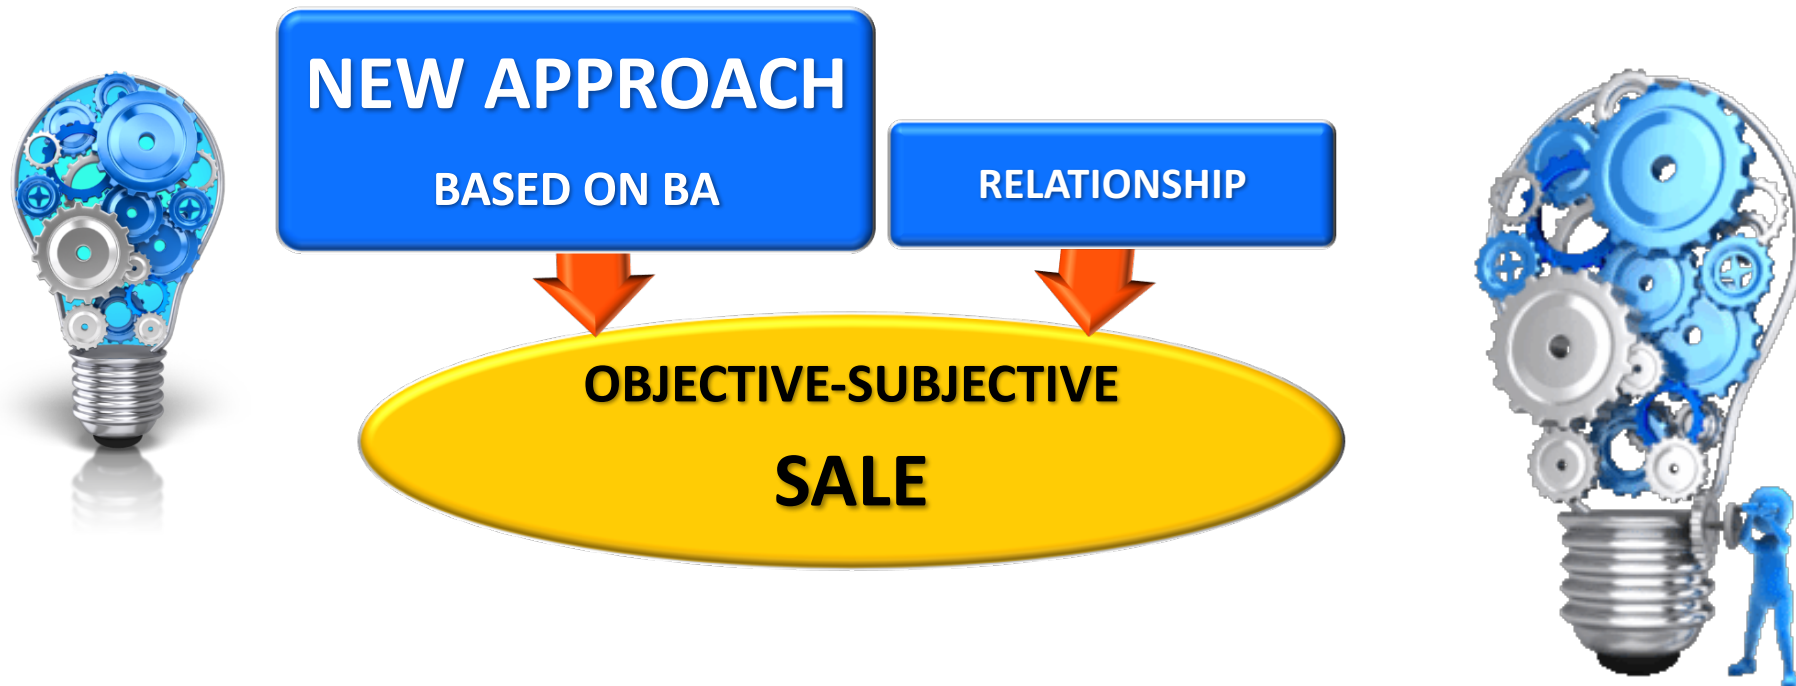 NEW APPROACH
BASED ON BA
RELATIONSHIP
OBJECTIVE-SUBJECTIVE
SALE